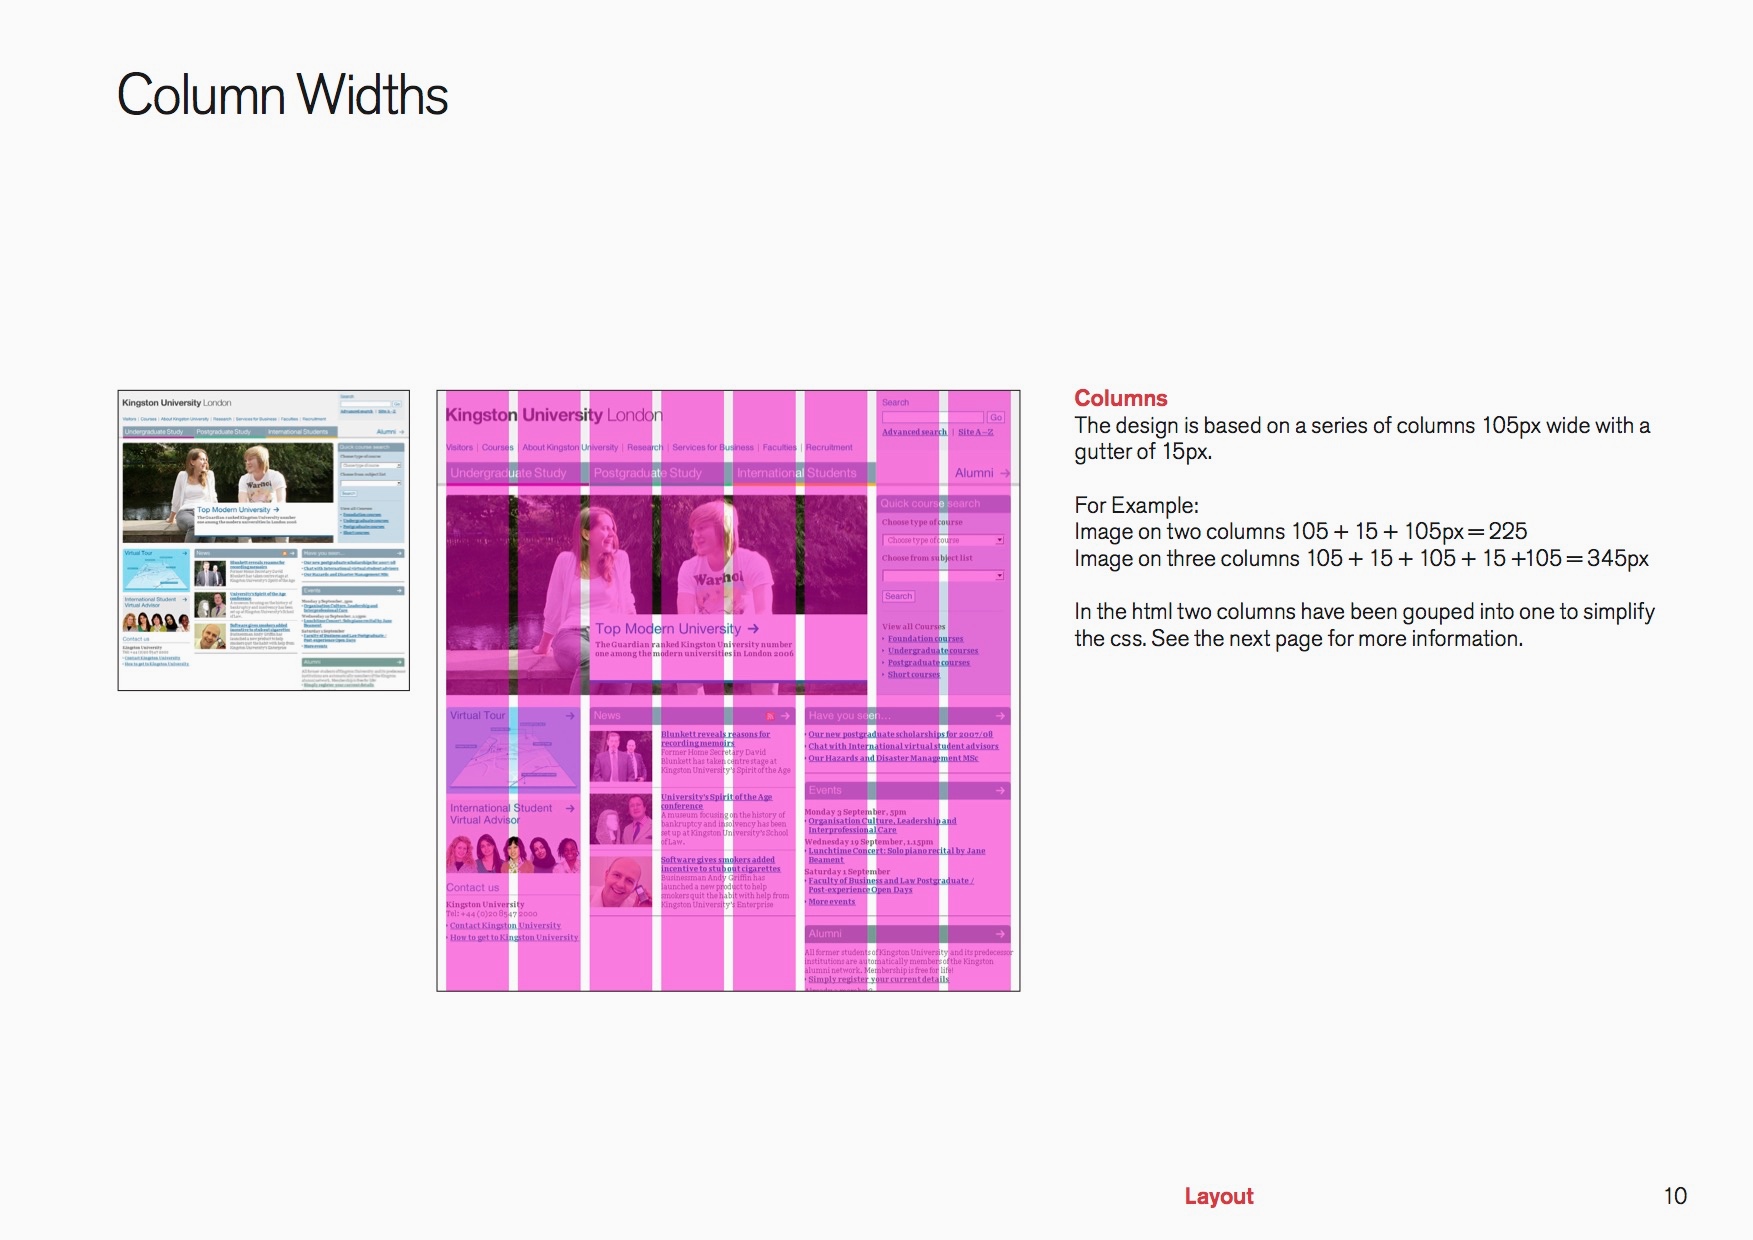 Column Widths
Kingston University London
Search
Go
Advanced search | Site A–Z
Visitors | Courses | About Kingston University | Research | Services for Business | Faculties | Recruitment
Undergraduate Study
Postgraduate Study
International Students
Alumni →
Quick course search
Choose type of course
Choose type of course
Choose from subject list
Search
View all Courses
Foundation courses
Undergraduate courses
Postgraduate courses
Short courses
Warhol
Top Modern University →
The Guardian ranked Kingston University number
one among the modern universities in London 2006
Virtual Tour →
International Student →
Virtual Advisor
Contact us
Kingston University
Tel: +44 (0)20 8547 2000
Contact Kingston University
How to get to Kingston University
News →
Blunkett reveals reasons for
recording memoirs
Former Home Secretary David
Blunkett has taken centre stage at
Kingston University's Spirit of the Age
University's Spirit of the Age
conference
A museum focusing on the history of
bankruptcy and insolvency has been
set up at Kingston University's School
of Law.
Software gives smokers added
incentive to stub out cigarettes
Businessman Andy Griffin has
launched a new product to help
smokers quit the habit with help from
Kingston University's Enterprise
Have you seen... →
Our new postgraduate scholarships for 2007/08
Chat with International virtual student advisors
Our Hazards and Disaster Management MSc
Events →
Monday 3 September, 5pm
Organisation Culture, Leadership and
Interprofessional Care
Wednesday 19 September, 1.15pm
Lunchtime Concert: Solo piano recital by Jane
Beament
Saturday 1 September
Faculty of Business and Law Postgraduate /
Post-experience Open Days
More events
Alumni →
All former students of Kingston University and its predecessor
institutions are automatically members of the Kingston
alumni network. Membership is free for life!
Simply register your current details
Columns
The design is based on a series of columns 105px wide with a
gutter of 15px.
For Example:
Image on two columns 105 + 15 + 105px = 225
Image on three columns 105 + 15 + 105 + 15 +105 = 345px
In the html two columns have been gouped into one to simplify
the css. See the next page for more information.
Layout
10